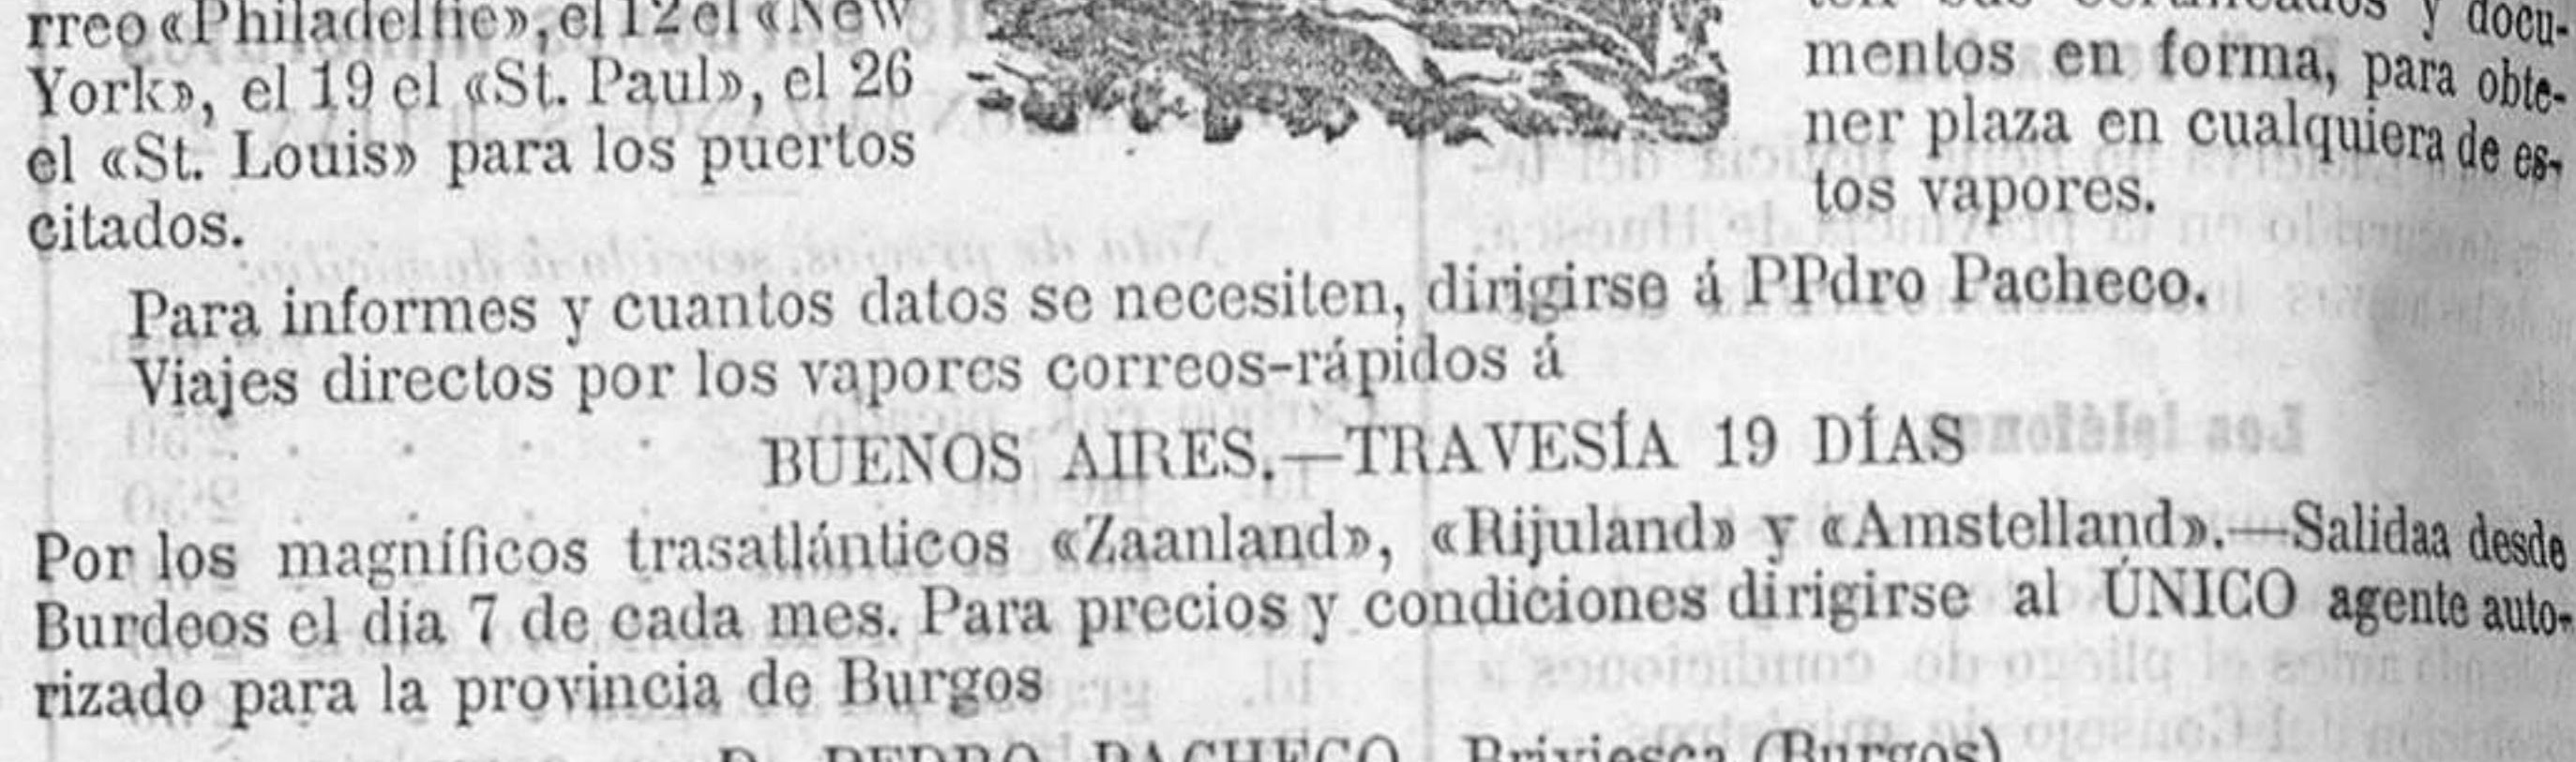 rreo «Philadelfie», el 12 el «New
York», el 19 el «St. Paul», el 26
el «St. Louis» para los puertos
citados.
ten sus certificados y docu-
mentos en forma, para obte-
ner plaza en cualquiera de es-
tos vapores.
Para informes y cuantos datos se necesiten, dirigirse á PPdro Pacheco.
Viajes directos por los vapores correos-rápidos á
BUENOS AIRES.—TRAVESÍA 19 DÍAS
Por los magníficos trasatlánticos «Zaanland», «Rijuland» y «Amstelland».—Salidaa desde
Burdeos el día 7 de cada mes. Para precios y condiciones dirigirse al ÚNICO agente auto-
rizado para la provincia de Burgos
D. PEDRO PACHECO, Briviesca (Burgos)